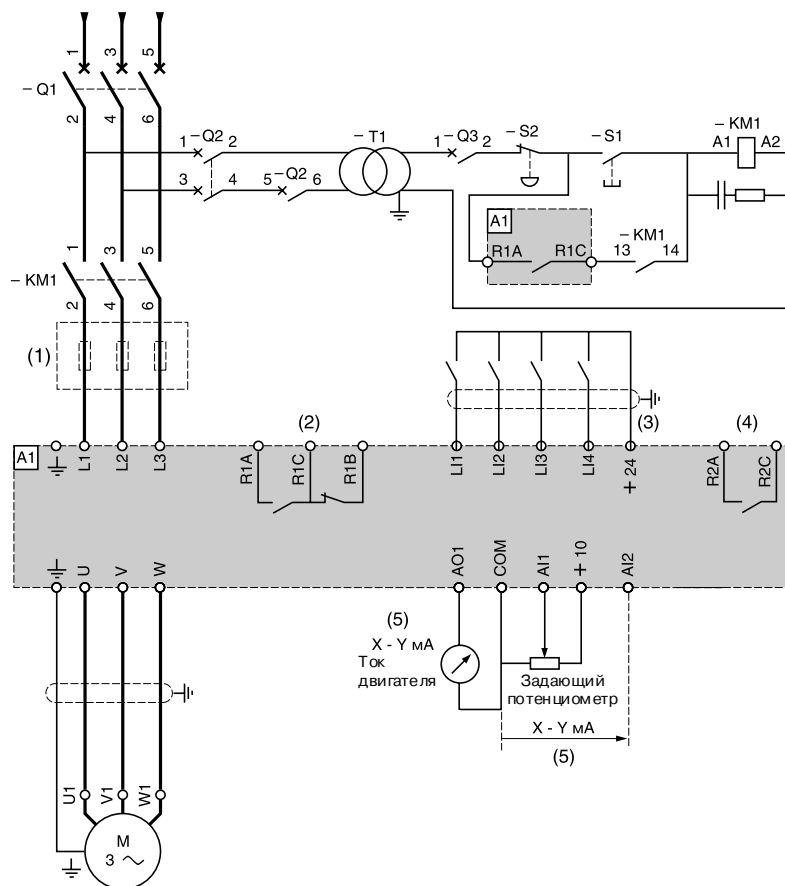 1 3 5
– Q1
2 4 6
1 – Q2 2
– T1
1 – Q3 2
– S2
– S1
– KM1
A1 A2
3 4 5 – Q2 6
A1
R1A R1C
– KM1
13 14
1 3 5
– KM1
2 4 6
(1)
(2)
(3)
(4)
A1
L1 L2 L3
R1A R1C R1B
LI1 LI2 LI3 LI4 + 24
R2A R2C
U V W
AO1 COM AI1 + 10 AI2
(5)
X - Y мА
Ток
двигателя
Задающий
потенциометр
X - Y мА
(5)
U1 V1 W1
M
3